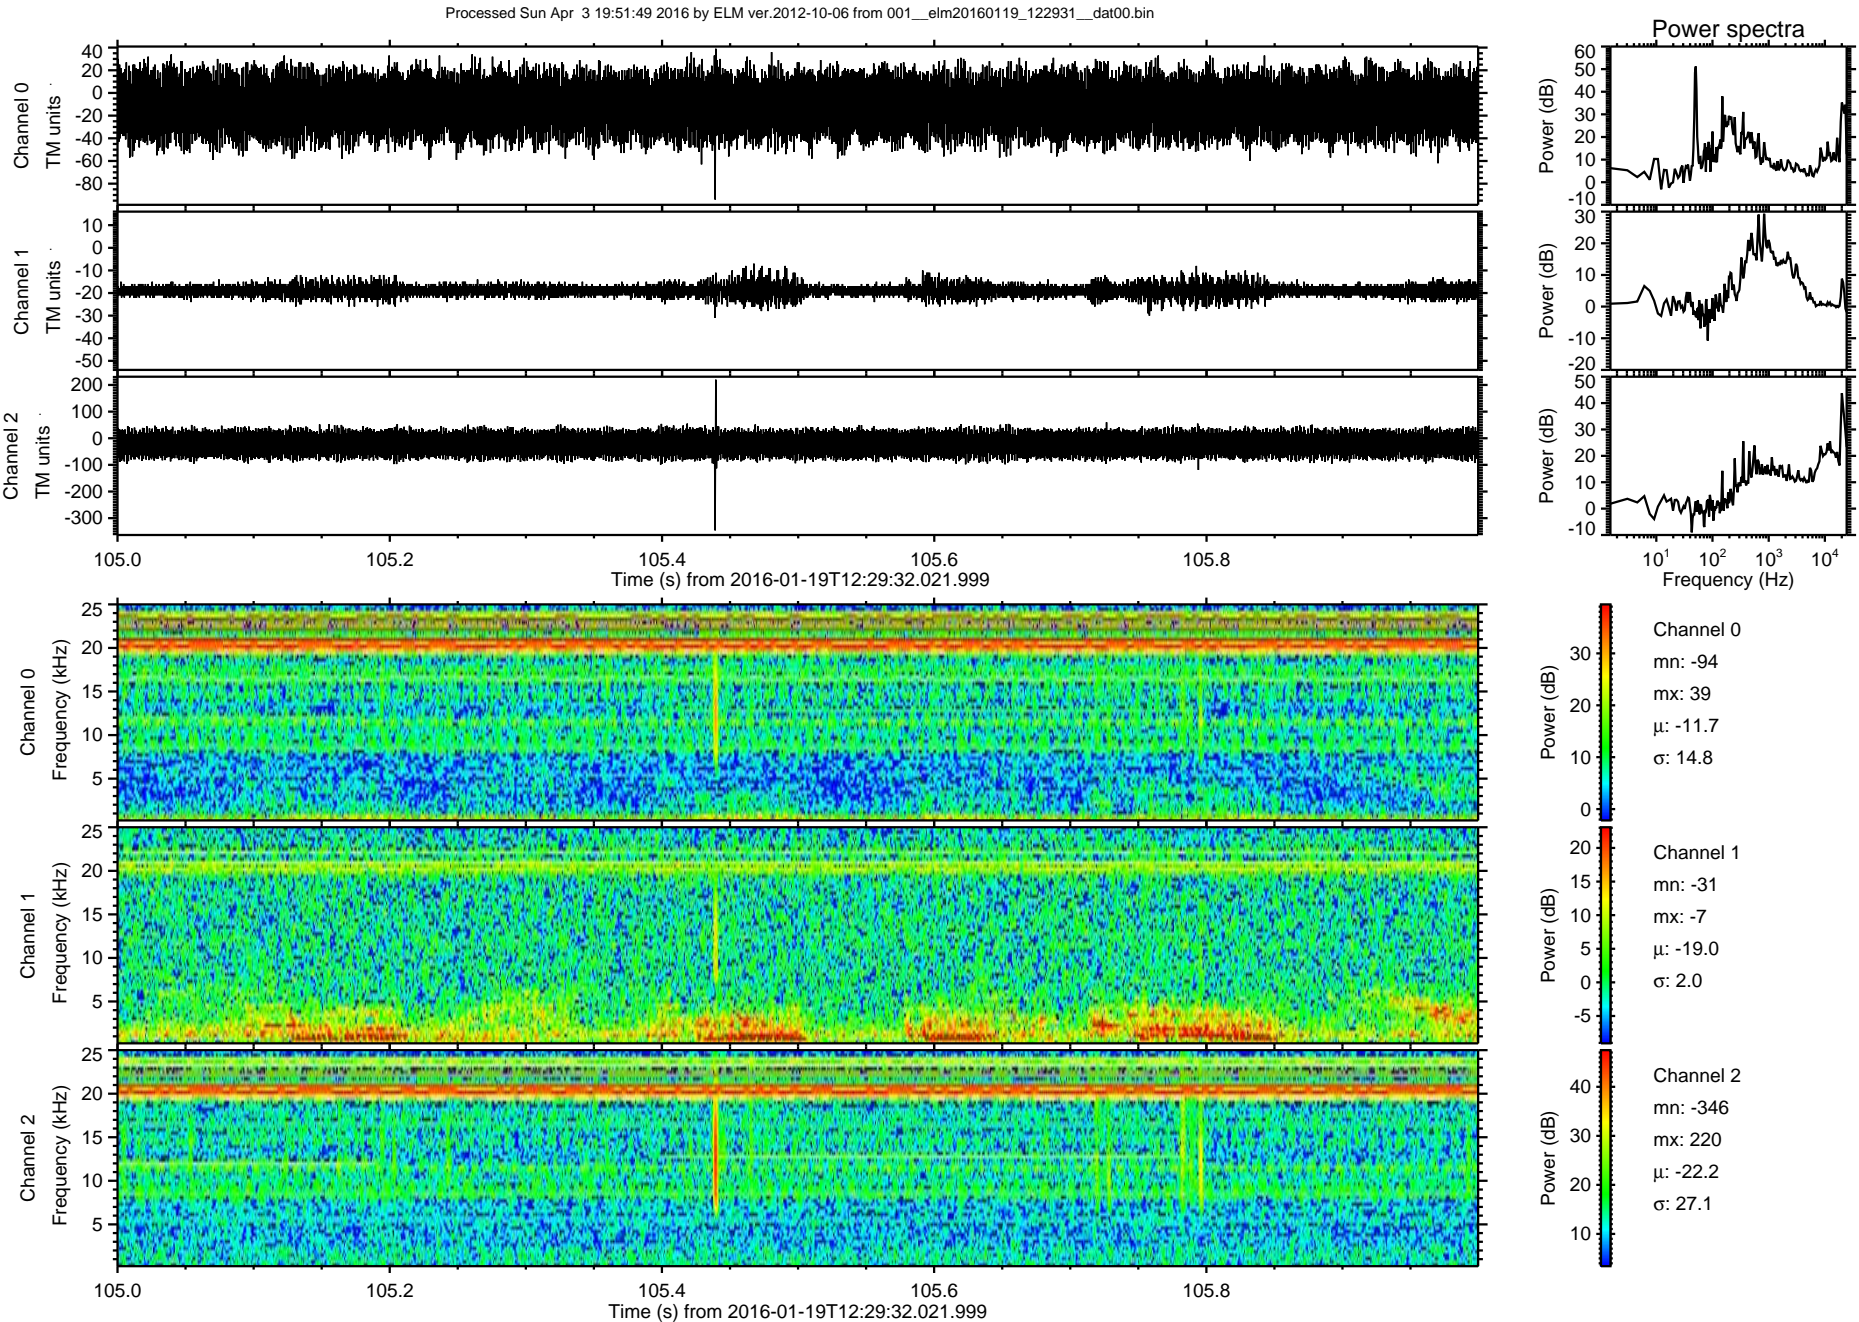 Processed Sun Apr 3 19:51:49 2016 by ELM ver.2012-10-06 from 001__elm20160119_122931__dat00.bin
Power spectra
Channel 0
TM units
40
20
0
-20
-40
-60
-80
Power (dB)
60
50
40
30
20
10
0
-10
Channel 1
TM units
10
0
-10
-20
-30
-40
-50
Power (dB)
30
20
10
0
-10
-20
Channel 2
TM units
200
100
0
-100
-200
-300
Power (dB)
50
40
30
20
10
0
-10
105.0 105.2 105.4 105.6 105.8
Time (s) from 2016-01-19T12:29:32.021.999
10^1 10^2 10^3 10^4
Frequency (Hz)
Channel 0
Frequency (kHz)
25
20
15
10
5
Power (dB)
30
20
10
0
Channel 0
mn: -94
mx: 39
μ: -11.7
σ: 14.8
Channel 1
Frequency (kHz)
25
20
15
10
5
Power (dB)
20
15
10
5
0
-5
Channel 1
mn: -31
mx: -7
μ: -19.0
σ: 2.0
Channel 2
Frequency (kHz)
25
20
15
10
5
Power (dB)
40
30
20
10
Channel 2
mn: -346
mx: 220
μ: -22.2
σ: 27.1
105.0 105.2 105.4 105.6 105.8
Time (s) from 2016-01-19T12:29:32.021.999